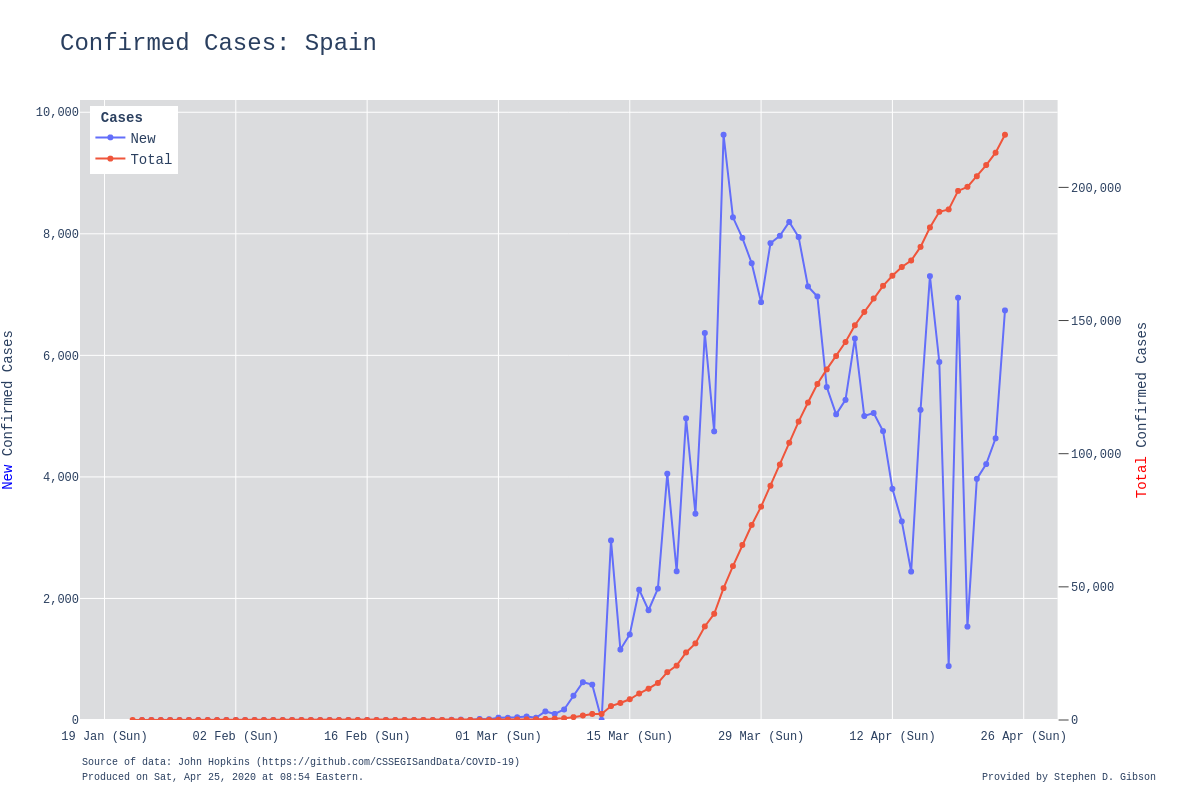 Confirmed Cases: Spain
Cases
New
Total
10,000
8,000
6,000
4,000
2,000
0
New Confirmed Cases
200,000
150,000
100,000
50,000
0
Total Confirmed Cases
19 Jan (Sun)
02 Feb (Sun)
16 Feb (Sun)
01 Mar (Sun)
15 Mar (Sun)
29 Mar (Sun)
12 Apr (Sun)
26 Apr (Sun)
Source of data: John Hopkins (https://github.com/CSSEGISandData/COVID-19)
Produced on Sat, Apr 25, 2020 at 08:54 Eastern.
Provided by Stephen D. Gibson